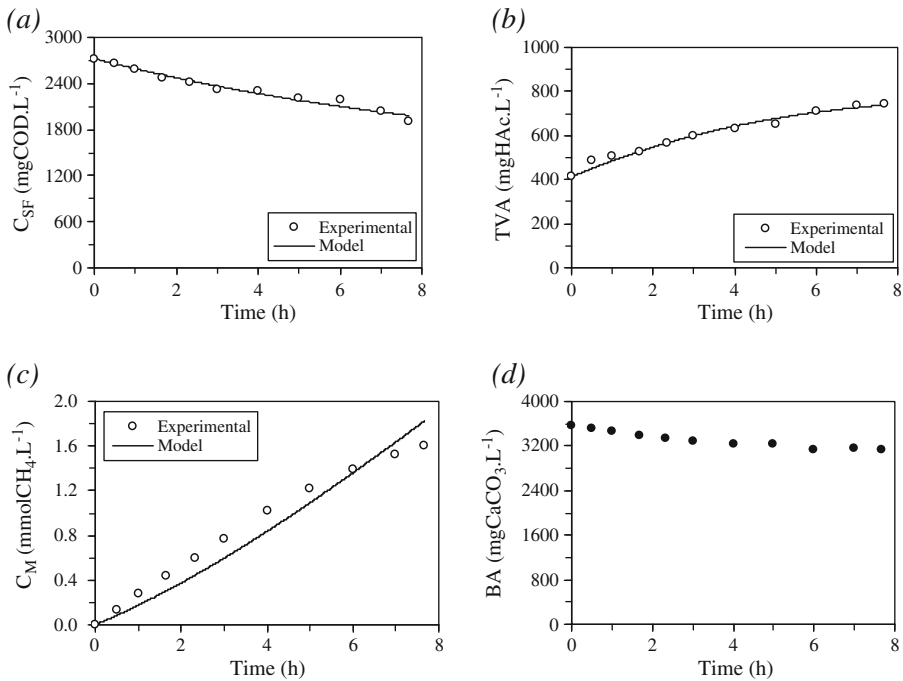 (a)
3000
2400
1800
1200
600
0
C_SF (mgCOD.L⁻¹)
Experimental
Model
0 2 4 6 8
Time (h)
(b)
1000
800
600
400
200
0
TVA (mgHAc.L⁻¹)
Experimental
Model
0 2 4 6 8
Time (h)
(c)
2.0
1.6
1.2
0.8
0.4
0.0
C_M (mmolCH₄.L⁻¹)
Experimental
Model
0 2 4 6 8
Time (h)
(d)
4000
3200
2400
1600
800
0
BA (mgCaCO₃.L⁻¹)
0 2 4 6 8
Time (h)